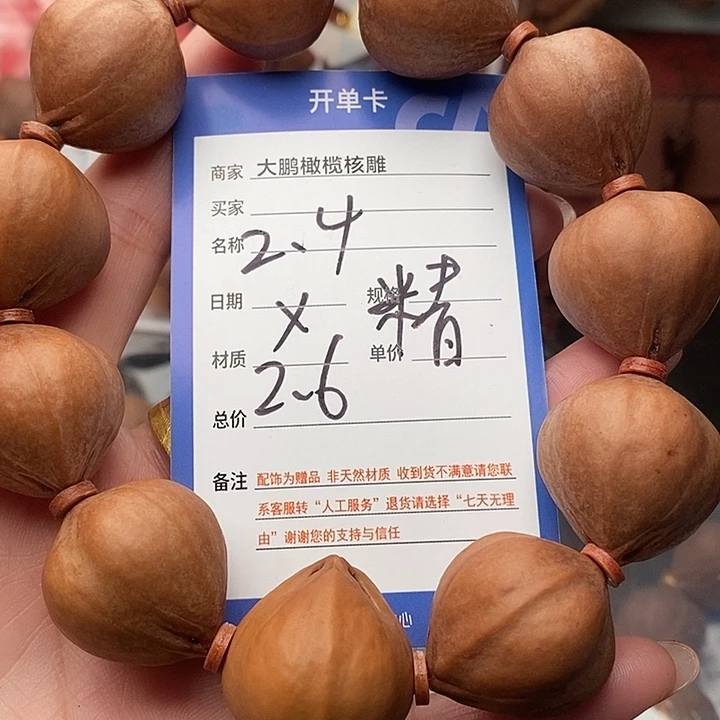 开单卡
商家 大鹏橄榄核雕
买家
名称 2.4
日期 × 规格 精
材质 单价
总价 2.6
备注 配饰为赠品 非天然材质 收到货不满意请您联
系客服转“人工服务”退货请选择“七天无理
由”谢谢您的支持与信任
心